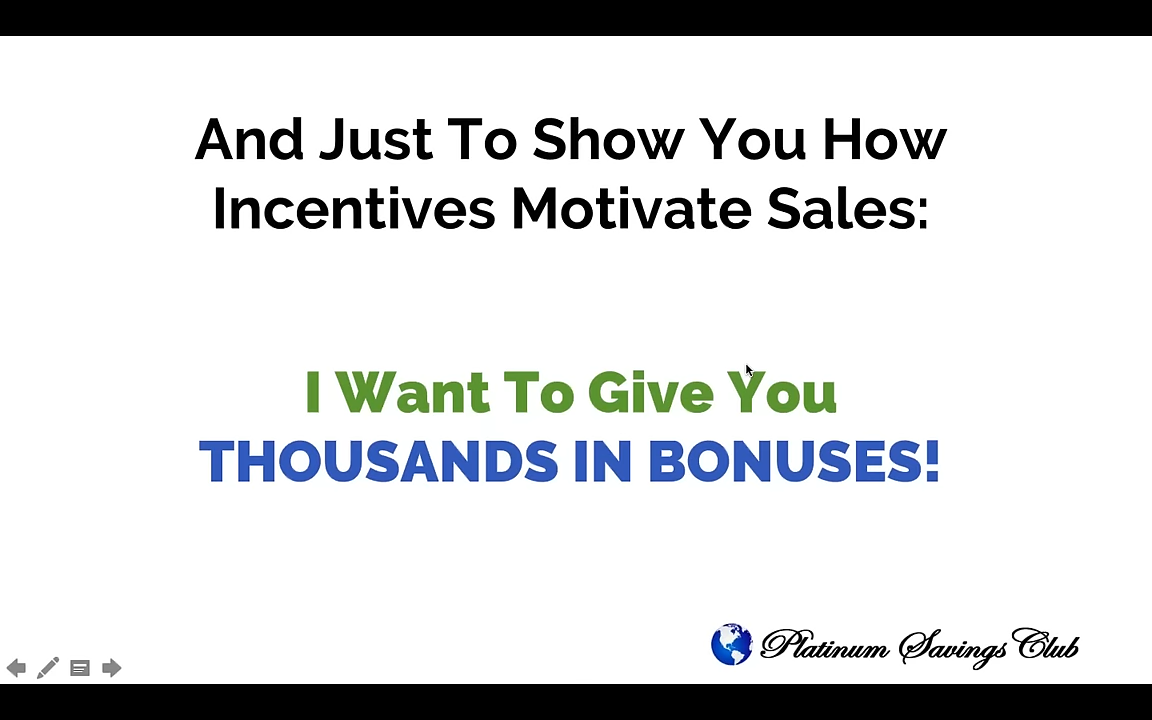 And Just To Show You How
Incentives Motivate Sales:
I Want To Give You
THOUSANDS IN BONUSES!
Platinum Savings Club